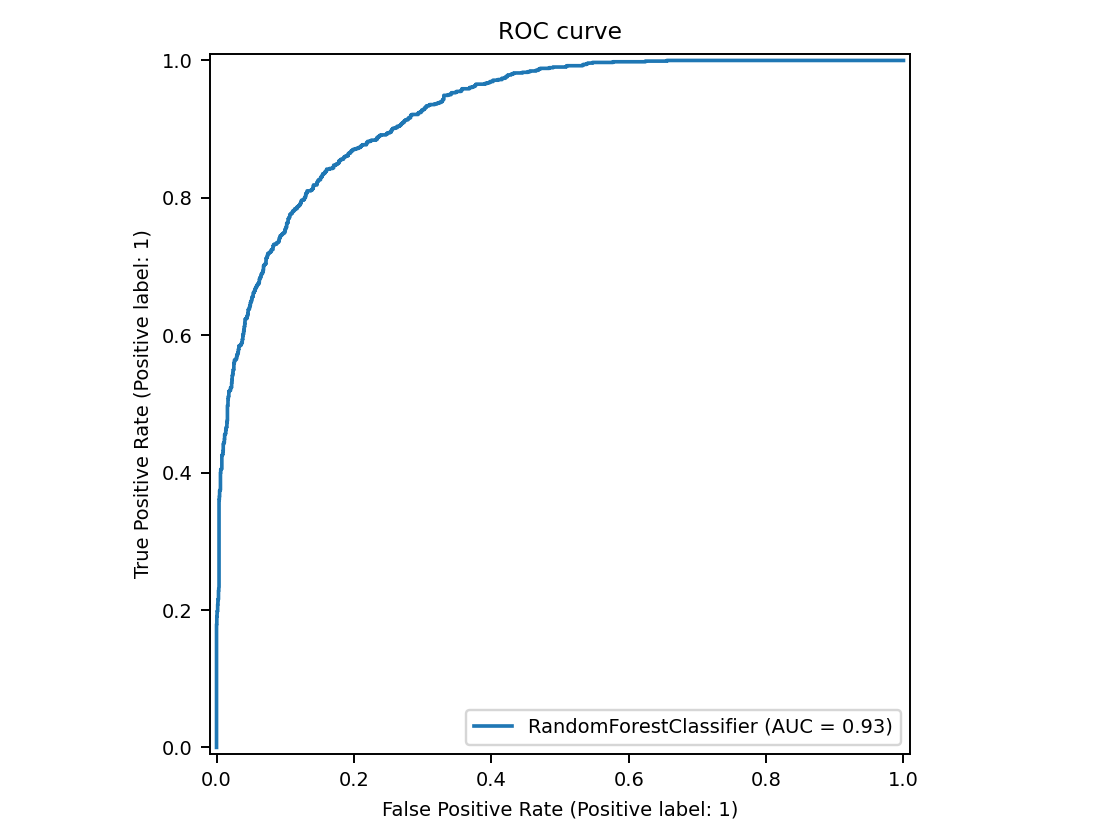 ROC curve
1.0
0.8
0.6
0.4
0.2
0.0
True Positive Rate (Positive label: 1)
RandomForestClassifier (AUC = 0.93)
0.0 0.2 0.4 0.6 0.8 1.0
False Positive Rate (Positive label: 1)